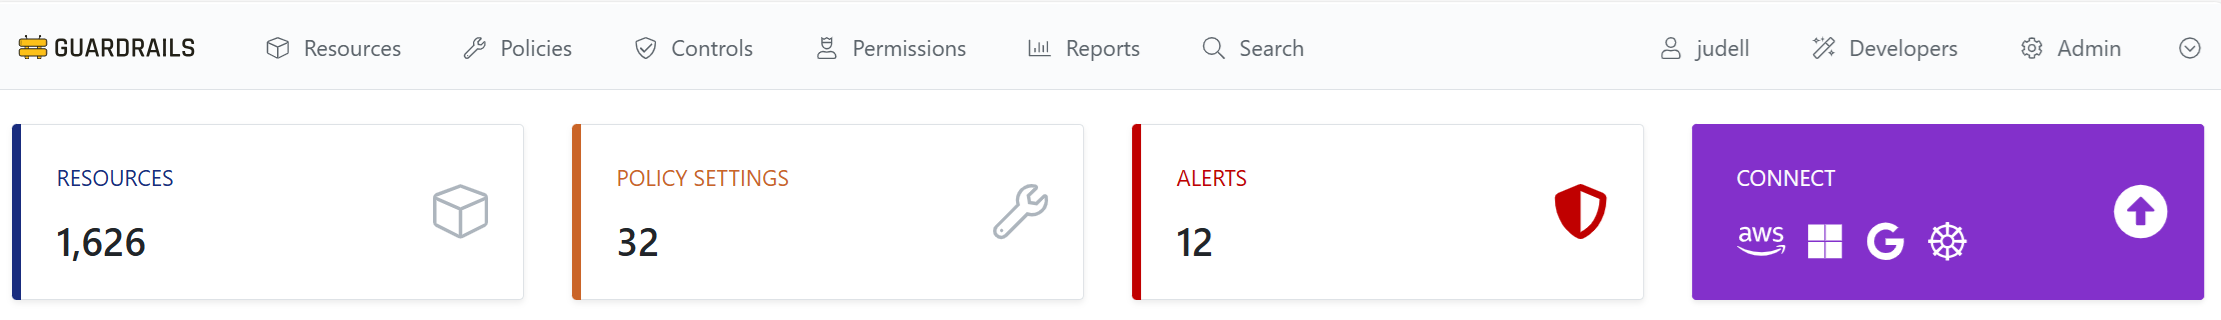 GUARDRAILS Resources Policies Controls Permissions Reports Search judell Developers Admin
RESOURCES
1,626
POLICY SETTINGS
32
ALERTS
12
CONNECT
aws